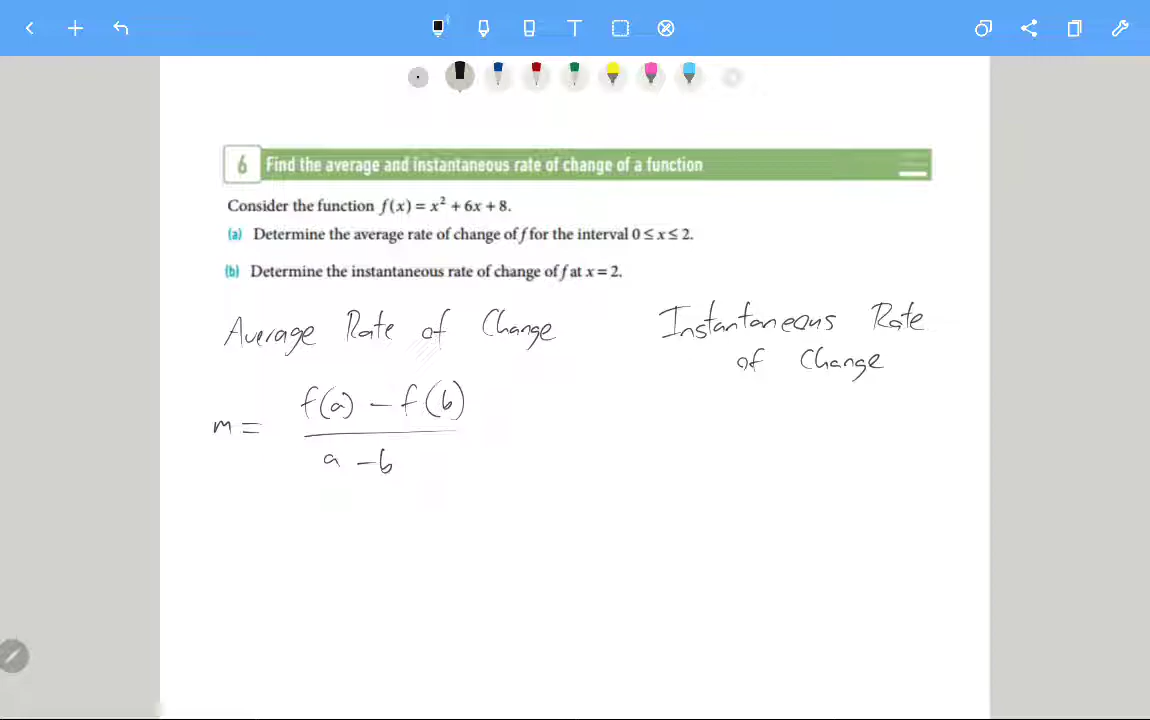 6 Find the average and instantaneous rate of change of a function
Consider the function f(x) = x² + 6x + 8.
(a) Determine the average rate of change of f for the interval 0 ≤ x ≤ 2.
(b) Determine the instantaneous rate of change of f at x = 2.
Average Rate of Change
m = f(a) - f(b) / a - b
Instantaneous Rate
of Change